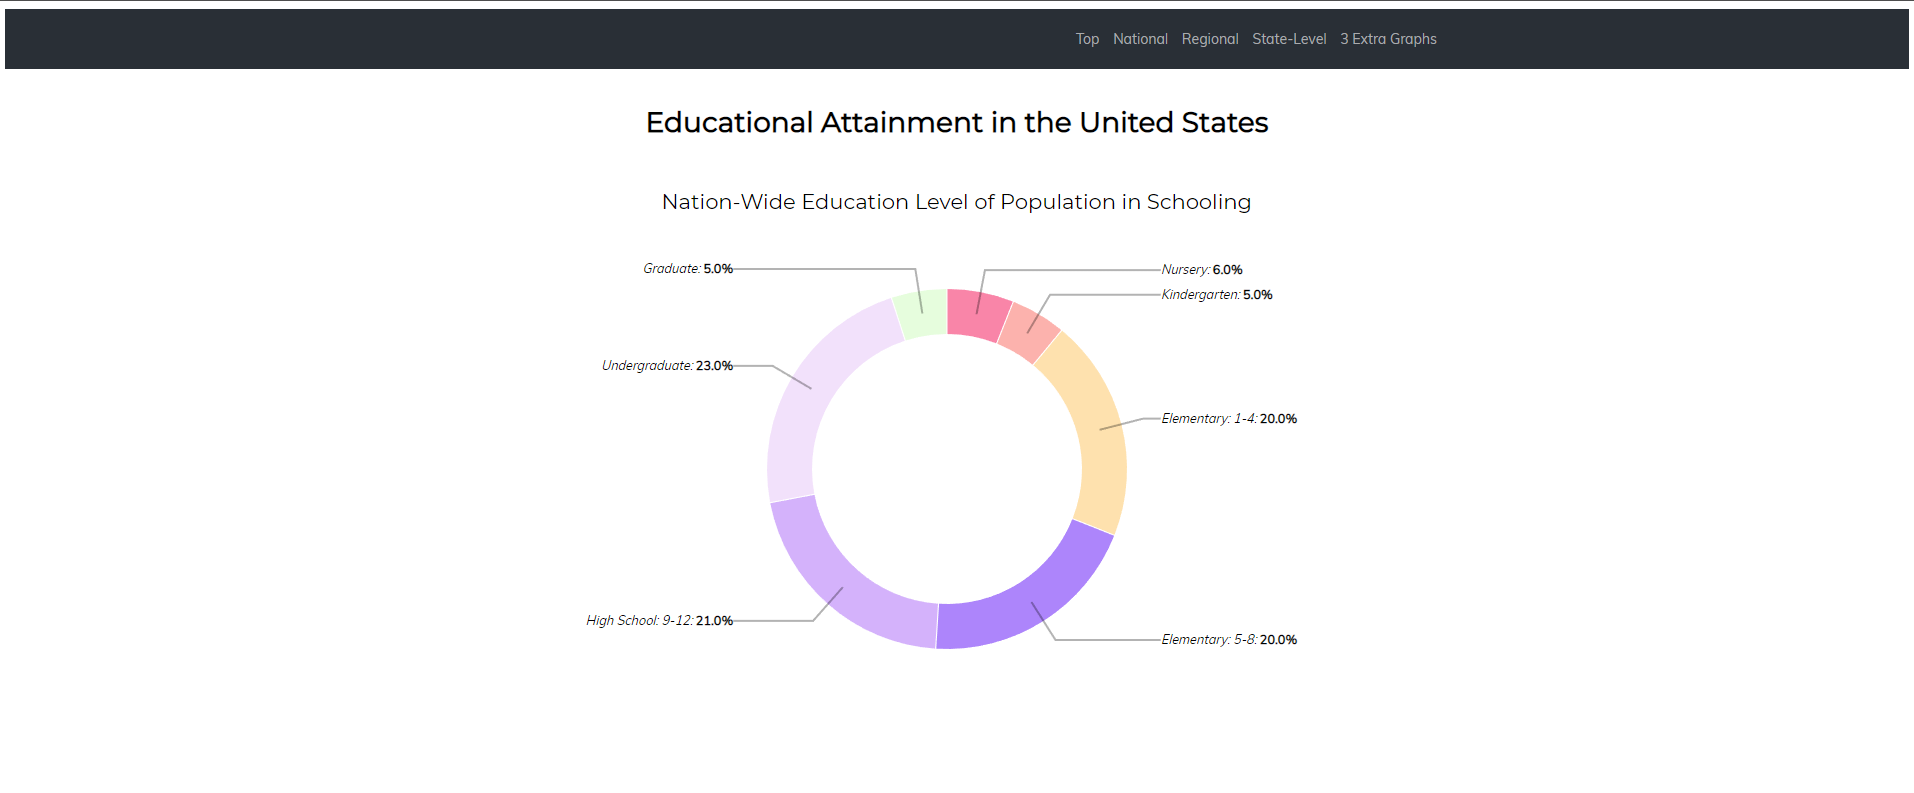 Top National Regional State-Level 3 Extra Graphs
Educational Attainment in the United States
Nation-Wide Education Level of Population in Schooling
Graduate: 5.0%
Nursery: 6.0%
Kindergarten: 5.0%
Undergraduate: 23.0%
Elementary: 1-4: 20.0%
High School: 9-12: 21.0%
Elementary: 5-8: 20.0%